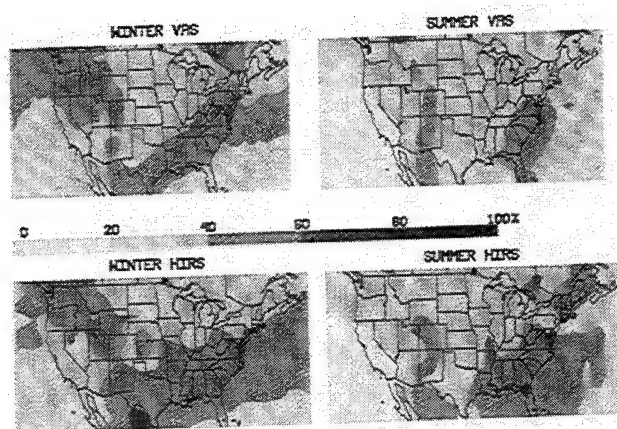 WINTER VAS
SUMMER VAS
0 20 40 60 80 100%
WINTER HIRS
SUMMER HIRS